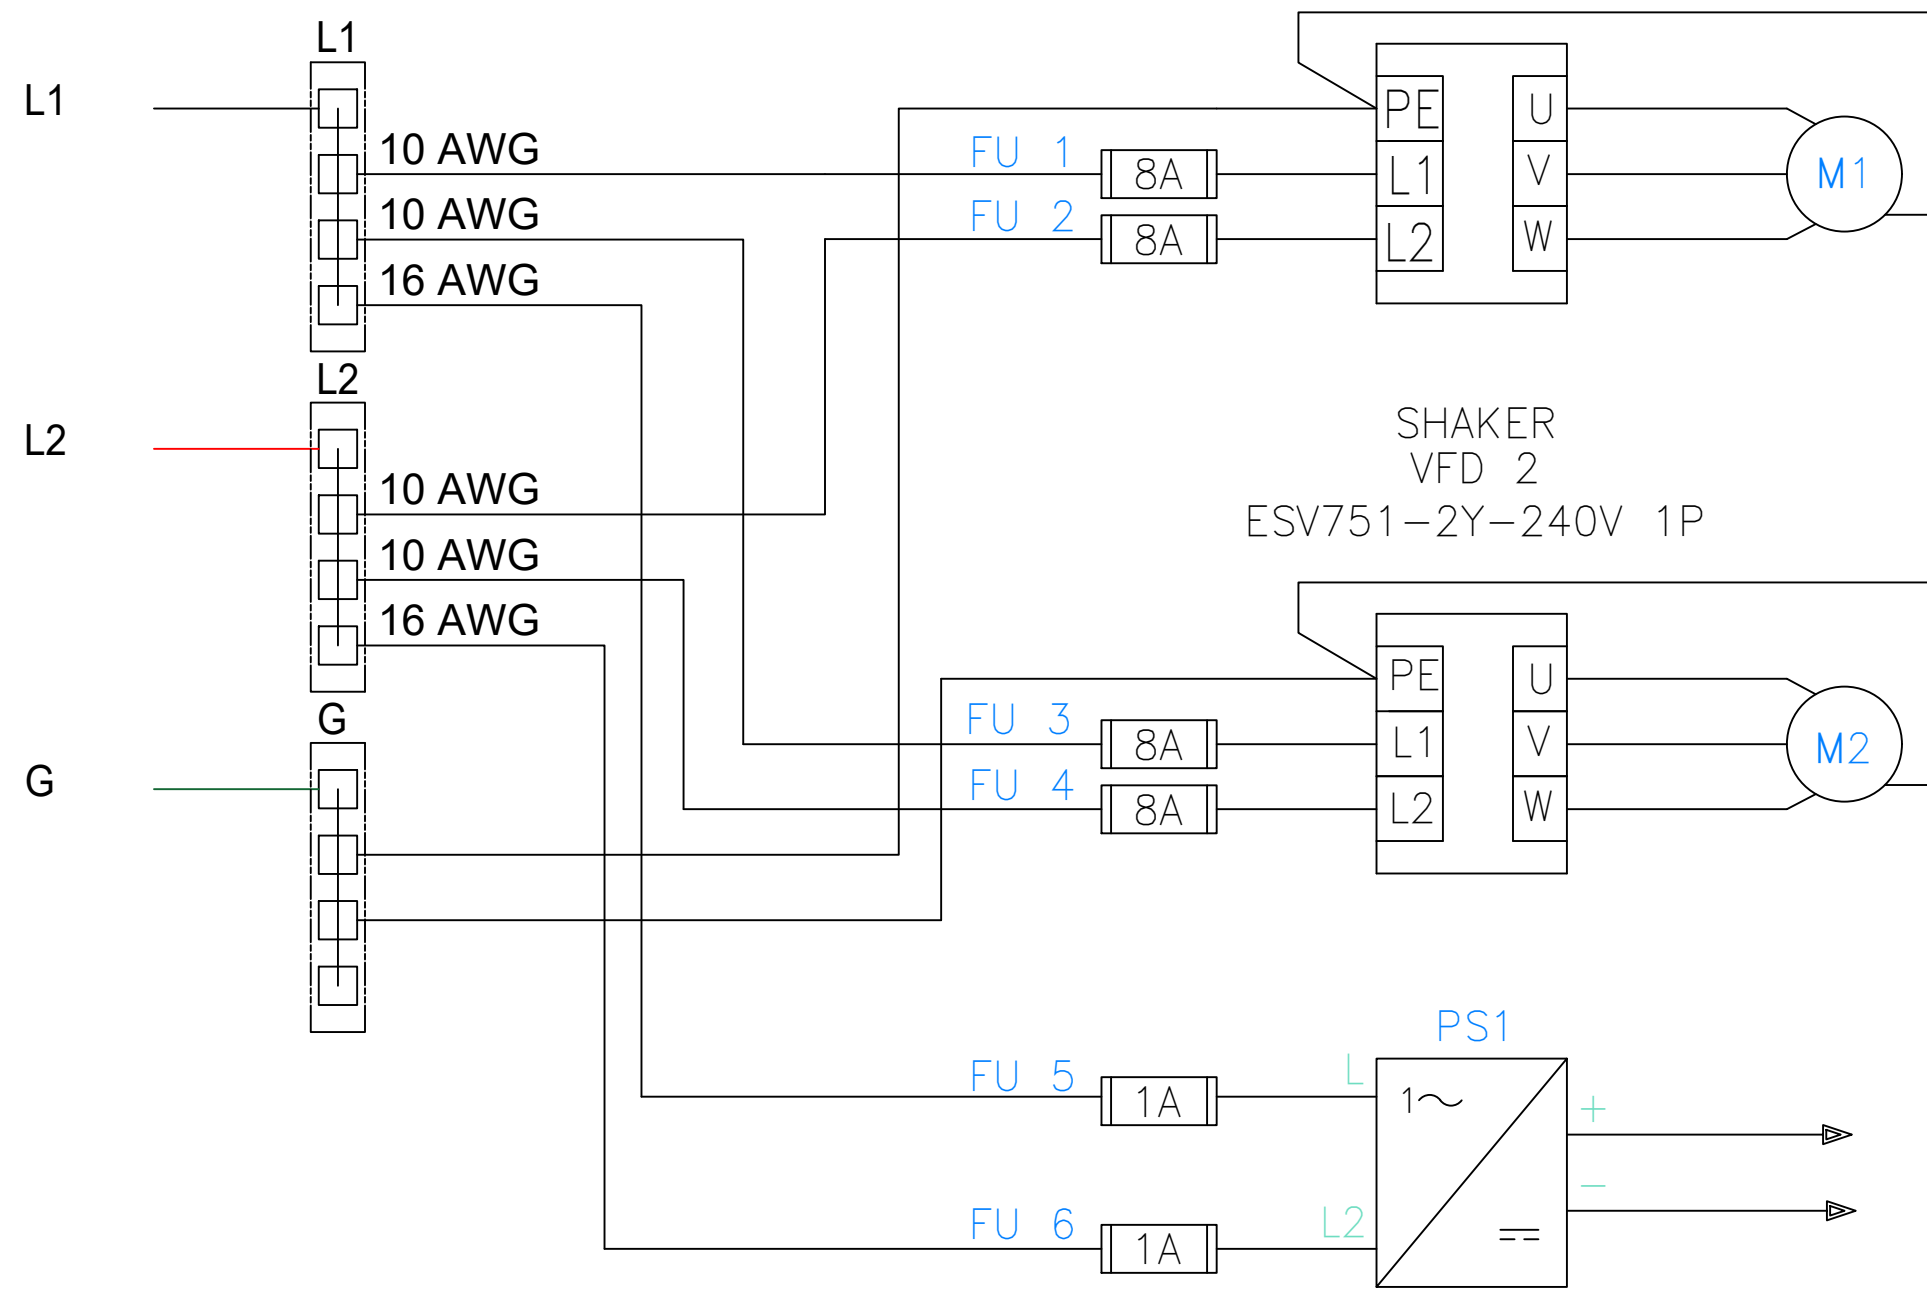 L1
L1
10 AWG
10 AWG
16 AWG
FU 1
8A
FU 2
8A
PE
L1
L2
U
V
W
M1
L2
L2
10 AWG
10 AWG
16 AWG
SHAKER
VFD 2
ESV751-2Y-240V 1P
G
G
FU 3
8A
FU 4
8A
PE
L1
L2
U
V
W
M2
PS1
FU 5
1A
L
1~
+
-
FU 6
1A
L2